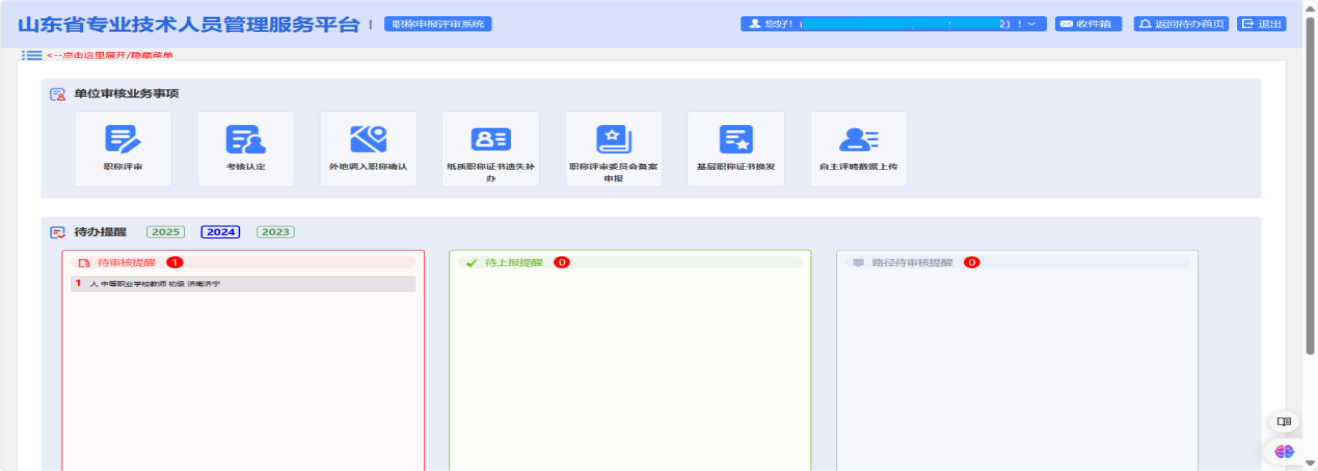 山东省专业技术人员管理服务平台 | 职称申报评审系统
您好!
! 收件箱 返回待办首页 退出
<--点击这里展开/隐藏菜单
单位审核业务事项
职称评审
考核认定
外地调入职称确认
纸质职称证书遗失补
办
职称评审委员会备案
申报
基层职称证书换发
自主评聘数据上传
待办提醒 2025 2024 2023
待审核提醒 1
1 人 中等职业学校教师 初级 济南济宁
待上报提醒 0
路径待审核提醒 0